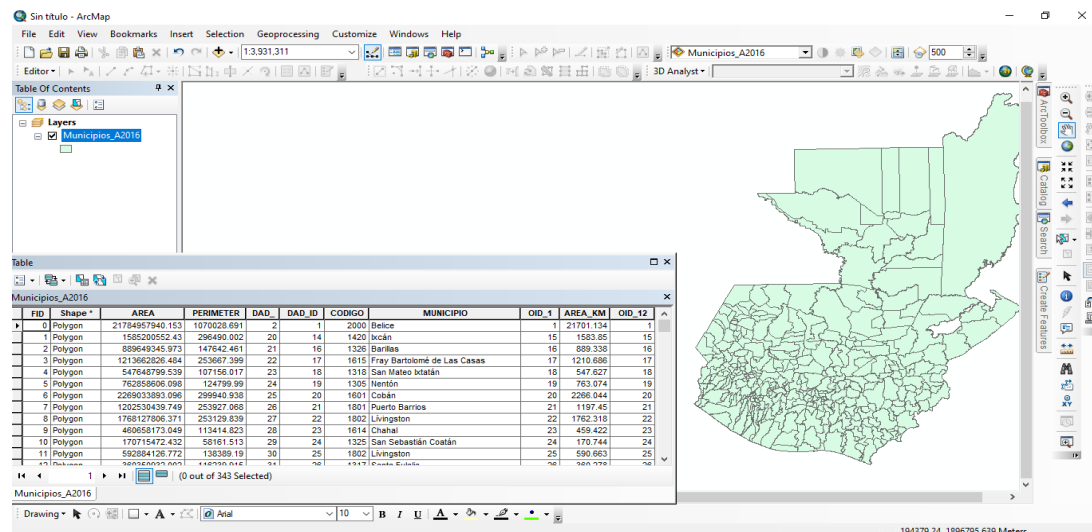 Sin título - ArcMap
File Edit View Bookmarks Insert Selection Geoprocessing Customize Windows Help
1:3,931,311 Municipios_A2016 500
Editor 3D Analyst
Table Of Contents
Layers
Municipios_A2016
ArcToolbox
Catalog
Search
Create Features
Table
Municipios_A2016
FID Shape * AREA PERIMETER DAD_ DAD_ID CODIGO MUNICIPIO OID_1 AREA_KM OID_12
0 Polygon 21784957940.153 1070028.691 2 1 2000 Belice 1 21701.134 1
1 Polygon 1585200552.43 296490.002 20 14 1420 Ixcán 15 1583.85 15
2 Polygon 889649345.973 147642.461 21 16 1326 Barillas 16 889.338 16
3 Polygon 1213662826.484 253667.399 22 17 1615 Fray Bartolomé de Las Casas 17 1210.686 17
4 Polygon 547648799.539 107156.017 23 18 1318 San Mateo Ixtatán 18 547.627 18
5 Polygon 762858606.098 124799.99 24 19 1305 Nentón 19 763.074 19
6 Polygon 2269033893.096 299940.938 25 20 1601 Cobán 20 2266.044 20
7 Polygon 1202530439.749 253927.068 26 21 1801 Puerto Barrios 21 1197.45 21
8 Polygon 1768127806.371 253129.839 27 22 1802 Lívingston 22 1762.318 22
9 Polygon 460658173.049 113414.823 28 23 1614 Chahal 23 459.422 23
10 Polygon 170715472.432 58161.513 29 24 1325 San Sebastián Coatán 24 170.744 24
11 Polygon 592884126.772 138389.19 30 25 1802 Lívingston 25 590.663 25
1 (0 out of 343 Selected)
Municipios_A2016
Drawing A Arial 10 B I U A
194379.24 1896795.639 Meters